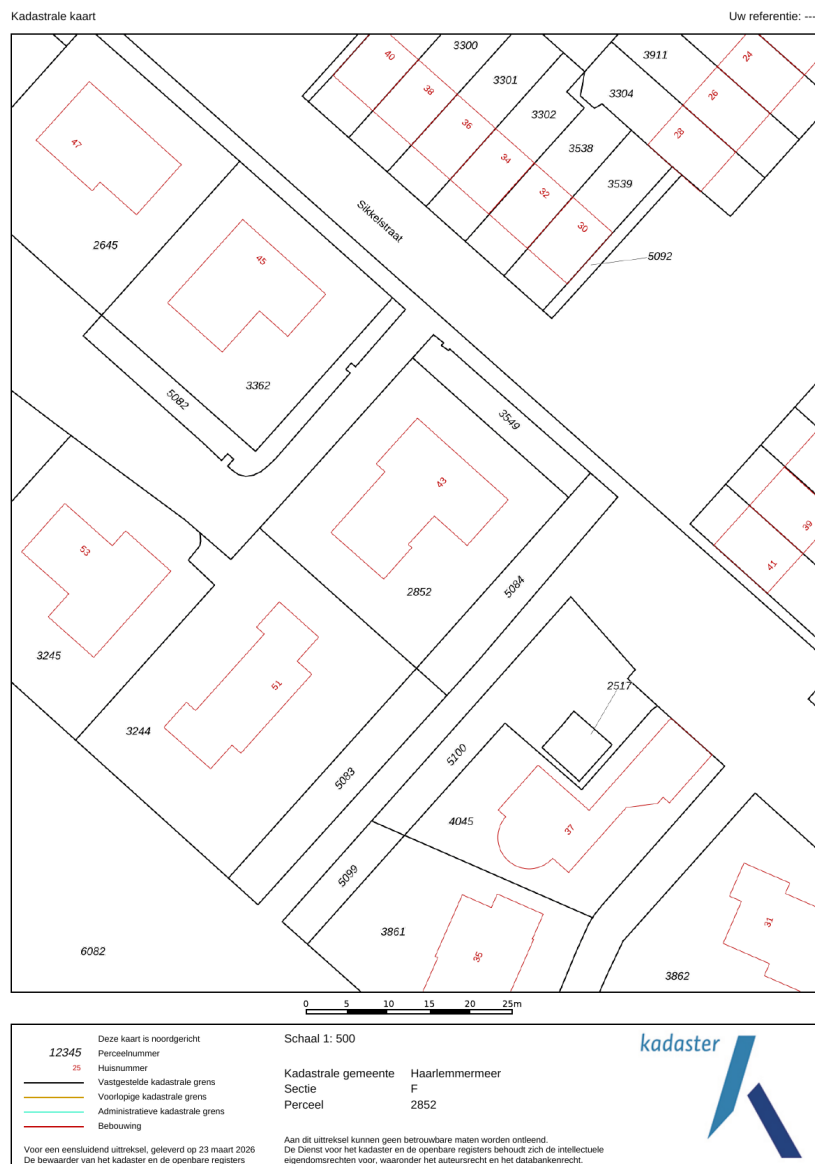 Kadastrale kaart
Uw referentie: ---
3300
3911
40
24
3301
38
3304
26
3302
36
28
47
3538
34
3539
32
Sikkelstraat
30
2645
45
5092
3362
5082
3549
43
39
53
41
5084
2852
3245
51
2517
3244
5100
5083
4045
37
5099
3861
31
6082
35
3862
0 5 10 15 20 25m
Deze kaart is noordgericht
12345 Perceelnummer
25 Huisnummer
Vastgestelde kadastrale grens
Voorlopige kadastrale grens
Administratieve kadastrale grens
Bebouwing
Voor een eensluidend uittreksel, geleverd op 23 maart 2026
De bewaarder van het kadaster en de openbare registers
Schaal 1: 500
Kadastrale gemeente Haarlemmermeer
Sectie F
Perceel 2852
Aan dit uittreksel kunnen geen betrouwbare maten worden ontleend.
De Dienst voor het kadaster en de openbare registers behoudt zich de intellectuele
eigendomsrechten voor, waaronder het auteursrecht en het databankenrecht.
kadaster